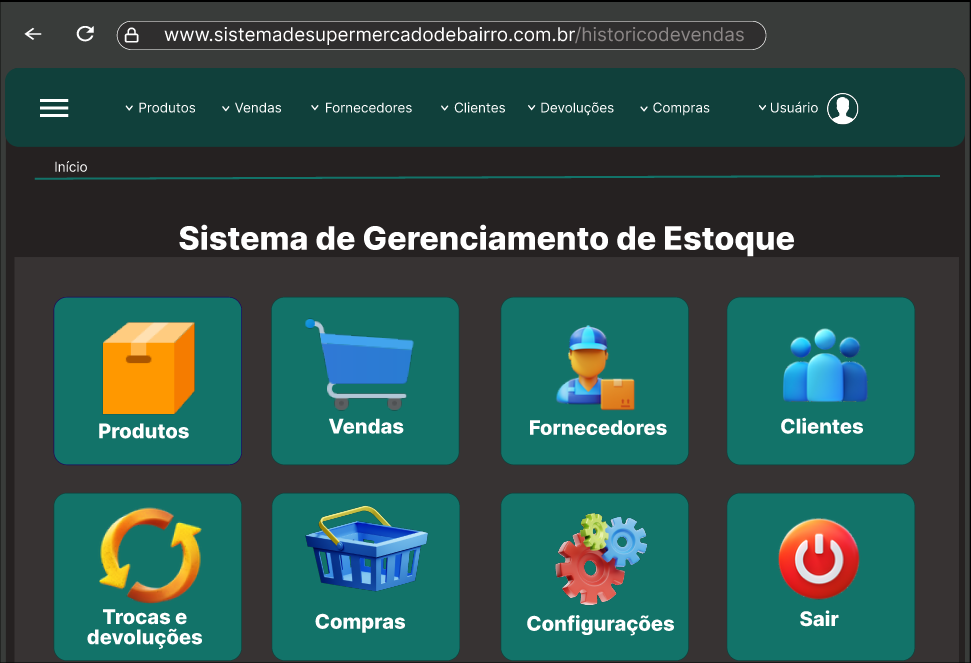 www.sistemadesupermercadodebairro.com.br/historicodevendas
Produtos Vendas Fornecedores Clientes Devoluções Compras Usuário
Início
Sistema de Gerenciamento de Estoque
Produtos
Vendas
Fornecedores
Clientes
Trocas e
devoluções
Compras
Configurações
Sair